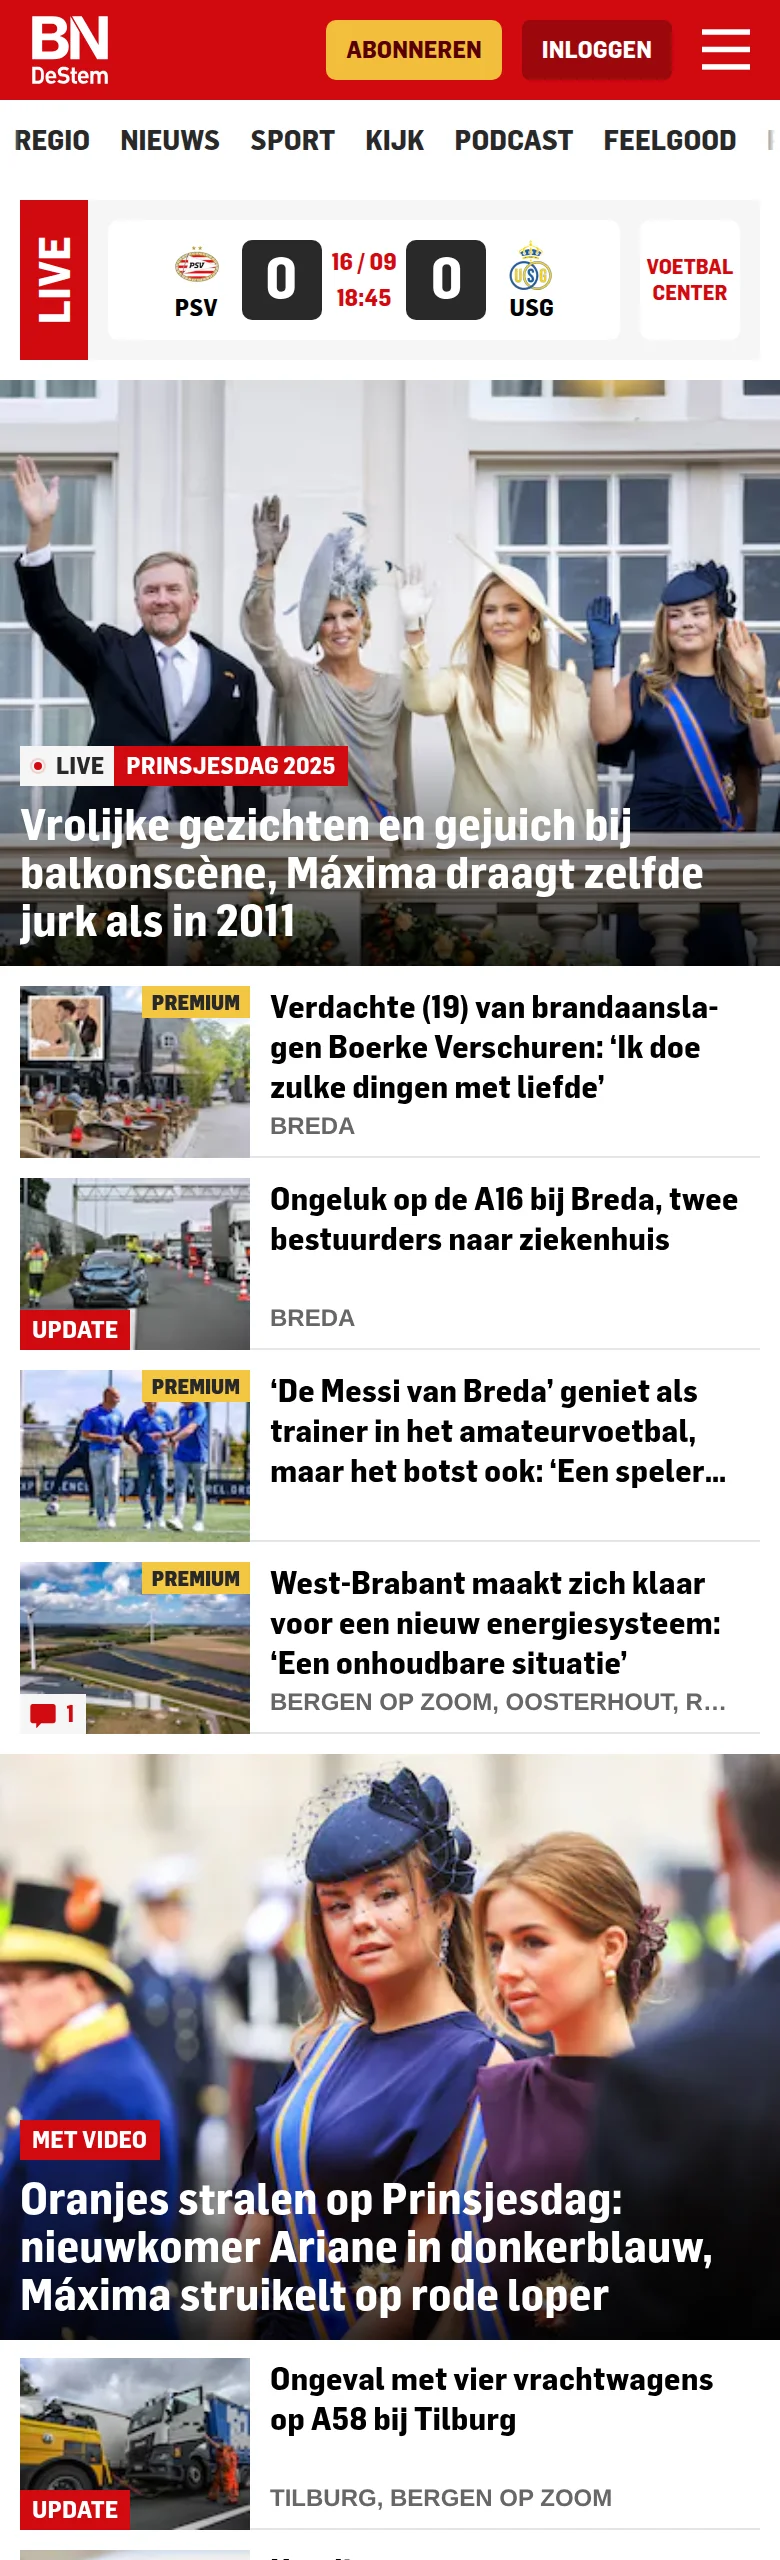 BN
DeStem
ABONNEREN
INLOGGEN
REGIO NIEUWS SPORT KIJK PODCAST FEELGOOD
LIVE
PSV
PSV
0
16 / 09
18:45
0
USG
USG
VOETBAL
CENTER
LIVE PRINSJESDAG 2025
Vrolijke gezichten en gejuich bij
balkonscène, Máxima draagt zelfde
jurk als in 2011
PREMIUM
Verdachte (19) van brandaansla-
gen Boerke Verschuren: ‘Ik doe
zulke dingen met liefde’
BREDA
Ongeluk op de A16 bij Breda, twee
bestuurders naar ziekenhuis
BREDA
UPDATE
PREMIUM
‘De Messi van Breda’ geniet als
trainer in het amateurvoetbal,
maar het botst ook: ‘Een speler...
PREMIUM
West-Brabant maakt zich klaar
voor een nieuw energiesysteem:
‘Een onhoudbare situatie’
BERGEN OP ZOOM, OOSTERHOUT, R...
1
MET VIDEO
Oranjes stralen op Prinsjesdag:
nieuwkomer Ariane in donkerblauw,
Máxima struikelt op rode loper
Ongeval met vier vrachtwagens
op A58 bij Tilburg
TILBURG, BERGEN OP ZOOM
UPDATE